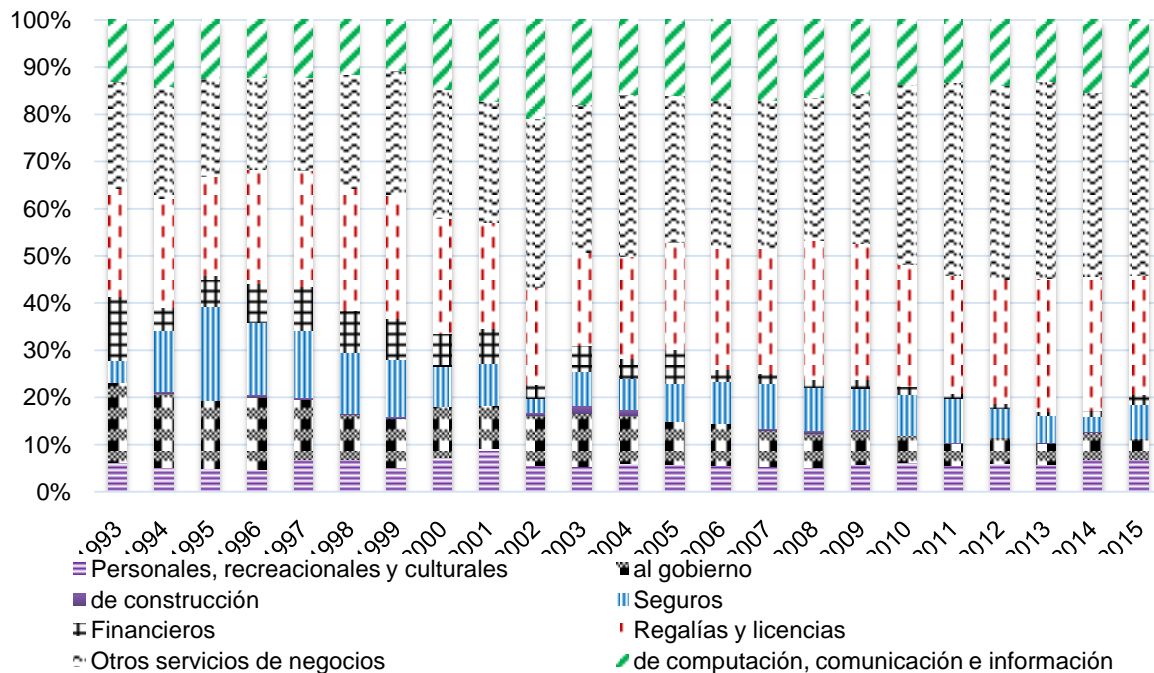 100%
90%
80%
70%
60%
50%
40%
30%
20%
10%
0%
1993 1994 1995 1996 1997 1998 1999 2000 2001 2002 2003 2004 2005 2006 2007 2008 2009 2010 2011 2012 2013 2014 2015
Personales, recreacionales y culturales al gobierno
de construcción Seguros
Financieros Regalías y licencias
Otros servicios de negocios de computación, comunicación e información